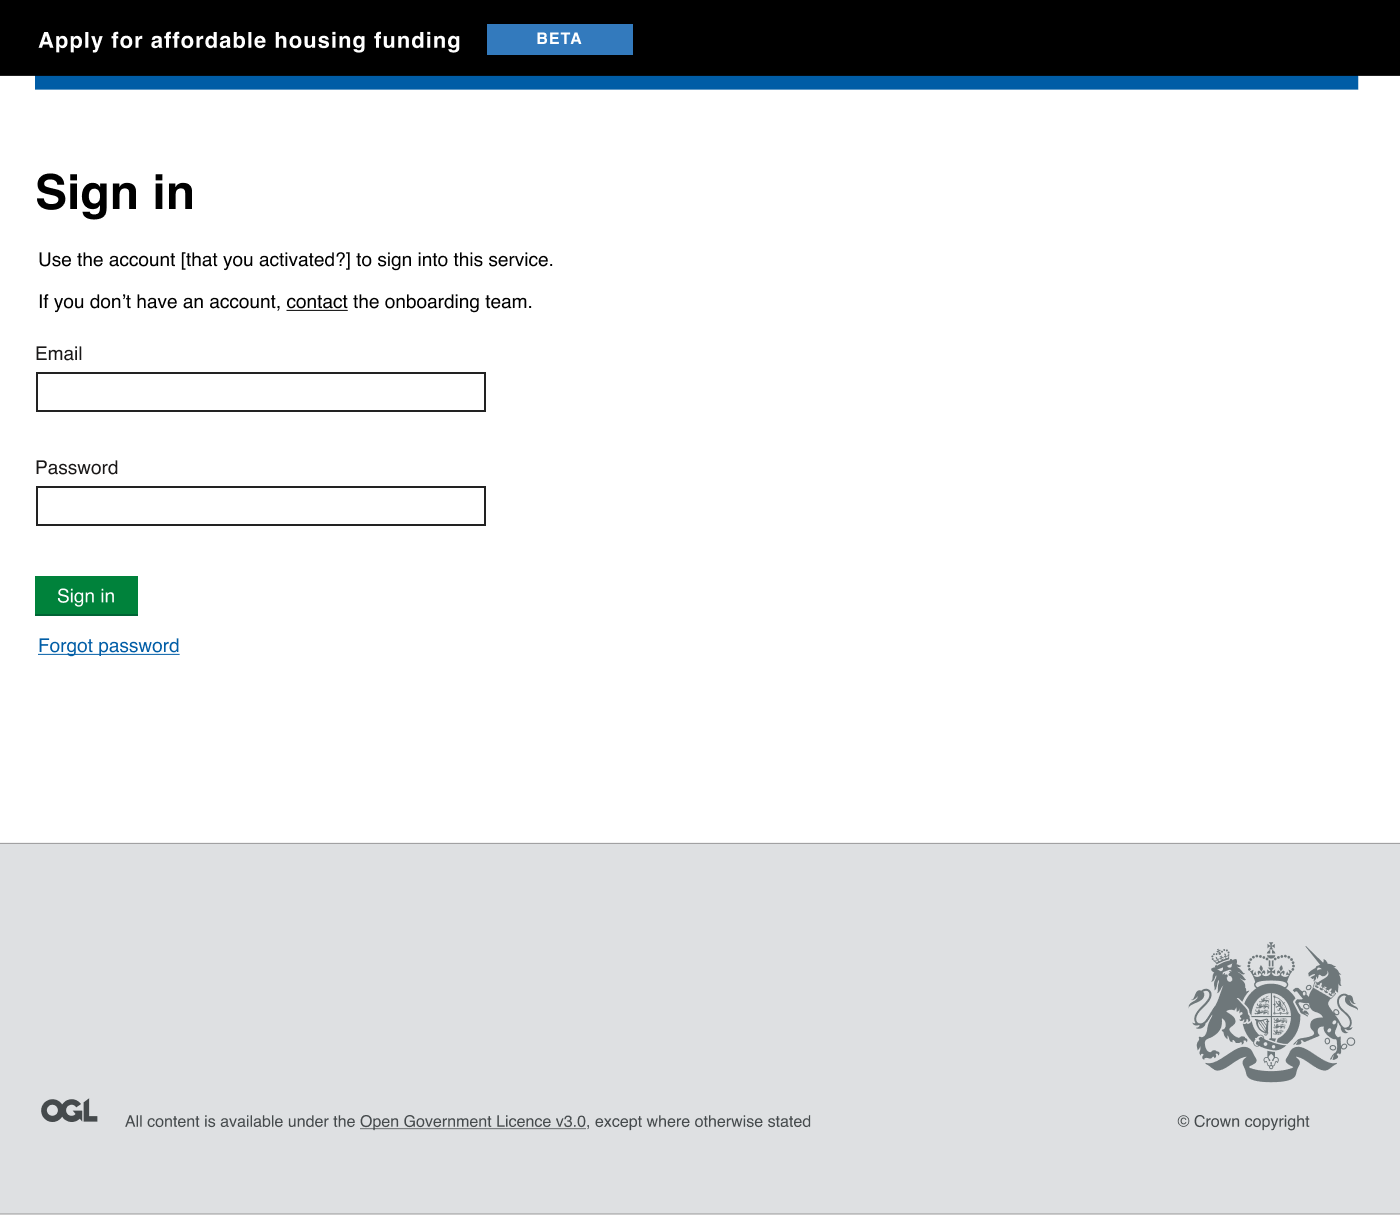 Apply for affordable housing funding BETA
Sign in
Use the account [that you activated?] to sign into this service.
If you don’t have an account, contact the onboarding team.
Email
Password
Sign in
Forgot password
OGL All content is available under the Open Government Licence v3.0, except where otherwise stated © Crown copyright